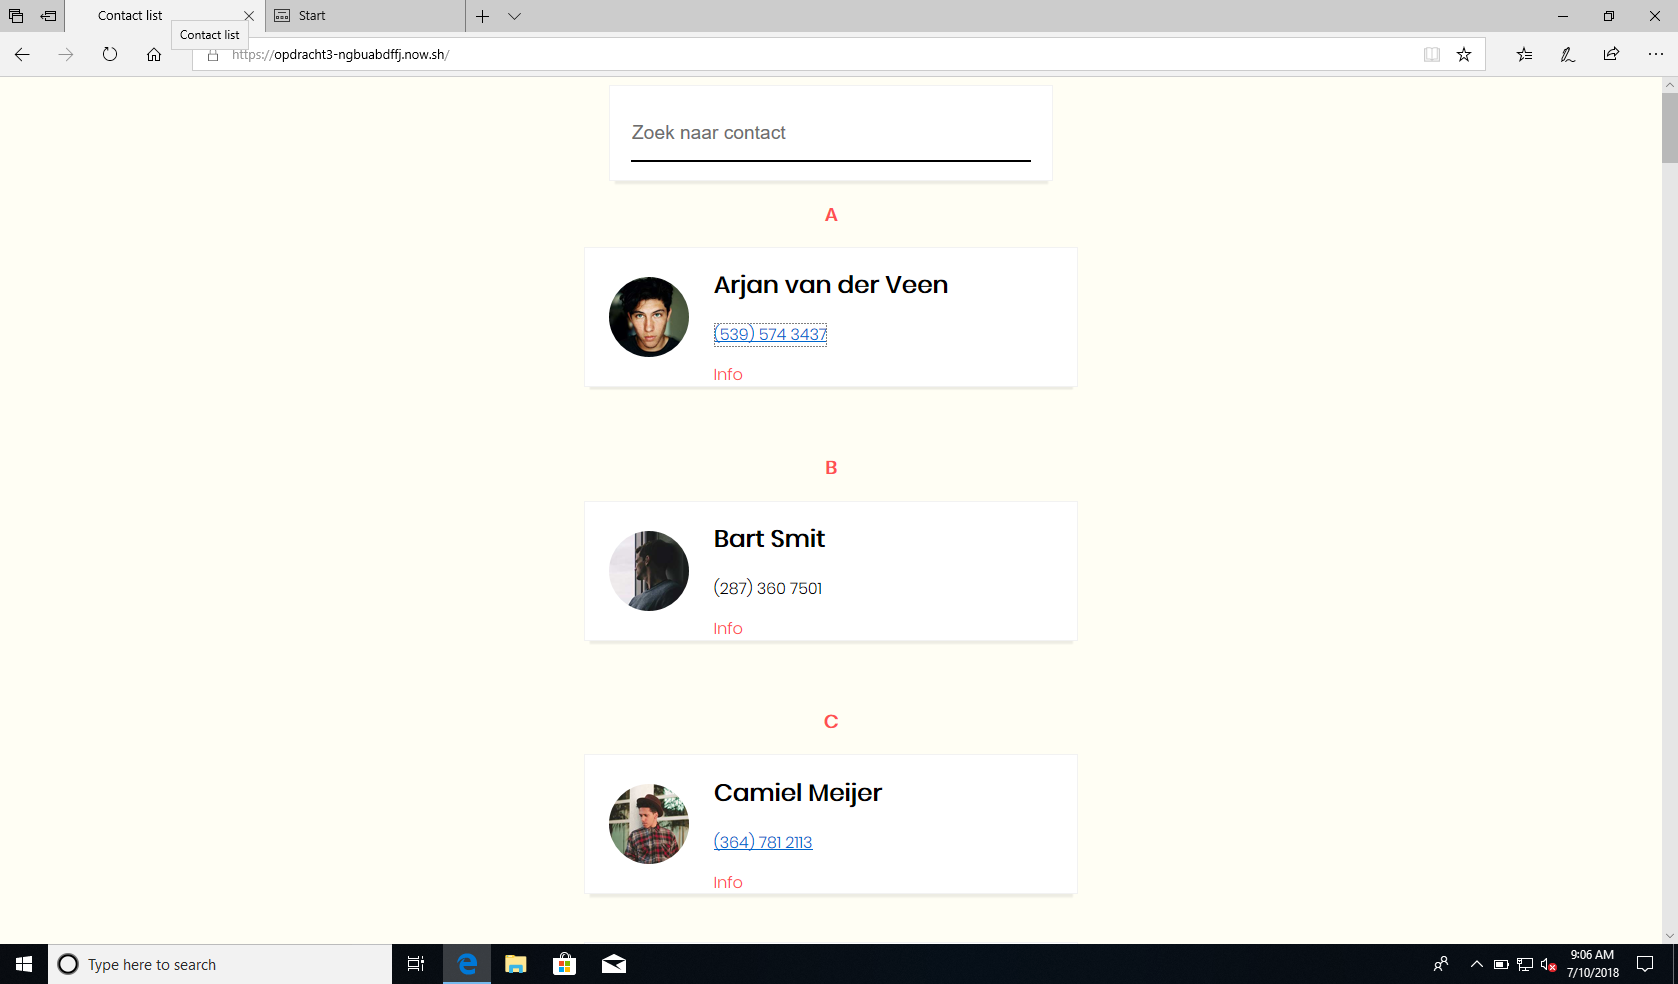 Contact list
Start
Contact list
https://opdracht3-ngbuabdffj.now.sh/
Zoek naar contact
A
Arjan van der Veen
(539) 574 3437
Info
B
Bart Smit
(287) 360 7501
Info
C
Camiel Meijer
(364) 781 2113
Info
Type here to search
9:06 AM
7/10/2018